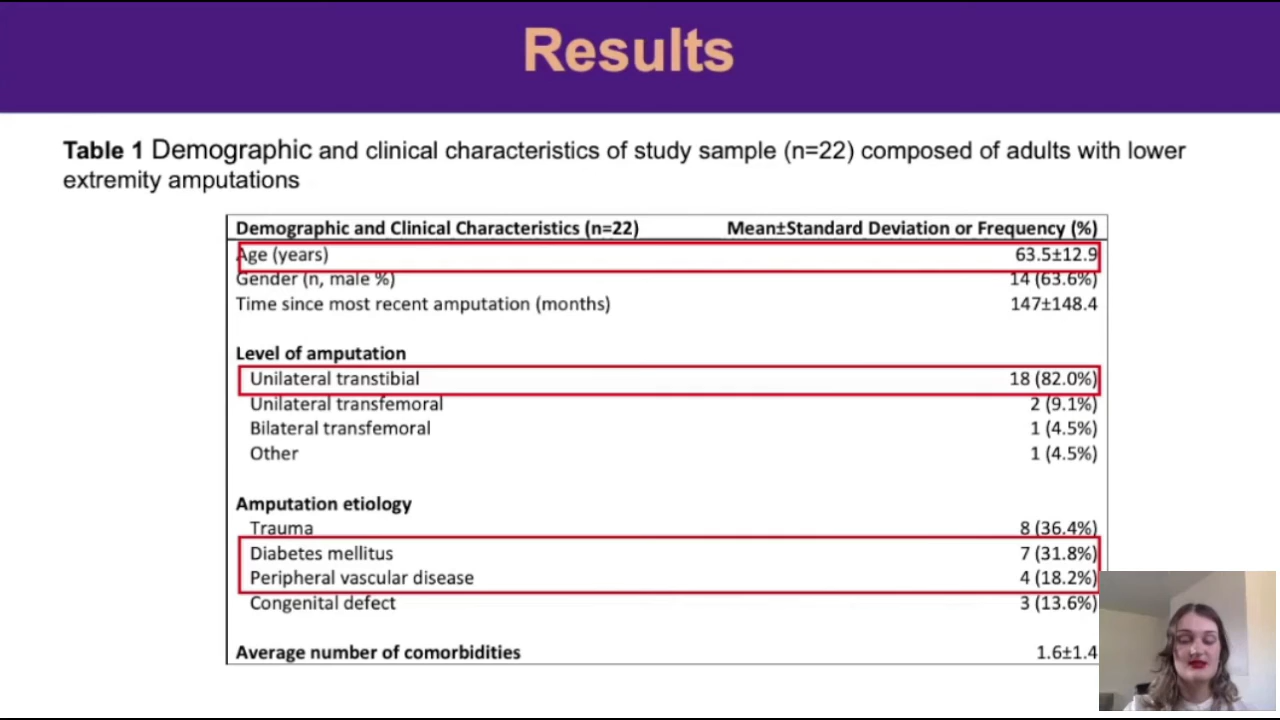 Results
Table 1 Demographic and clinical characteristics of study sample (n=22) composed of adults with lower
extremity amputations
Demographic and Clinical Characteristics (n=22) Mean±Standard Deviation or Frequency (%)
Age (years) 63.5±12.9
Gender (n, male %) 14 (63.6%)
Time since most recent amputation (months) 147±148.4
Level of amputation
Unilateral transtibial 18 (82.0%)
Unilateral transfemoral 2 (9.1%)
Bilateral transfemoral 1 (4.5%)
Other 1 (4.5%)
Amputation etiology
Trauma 8 (36.4%)
Diabetes mellitus 7 (31.8%)
Peripheral vascular disease 4 (18.2%)
Congenital defect 3 (13.6%)
Average number of comorbidities 1.6±1.4